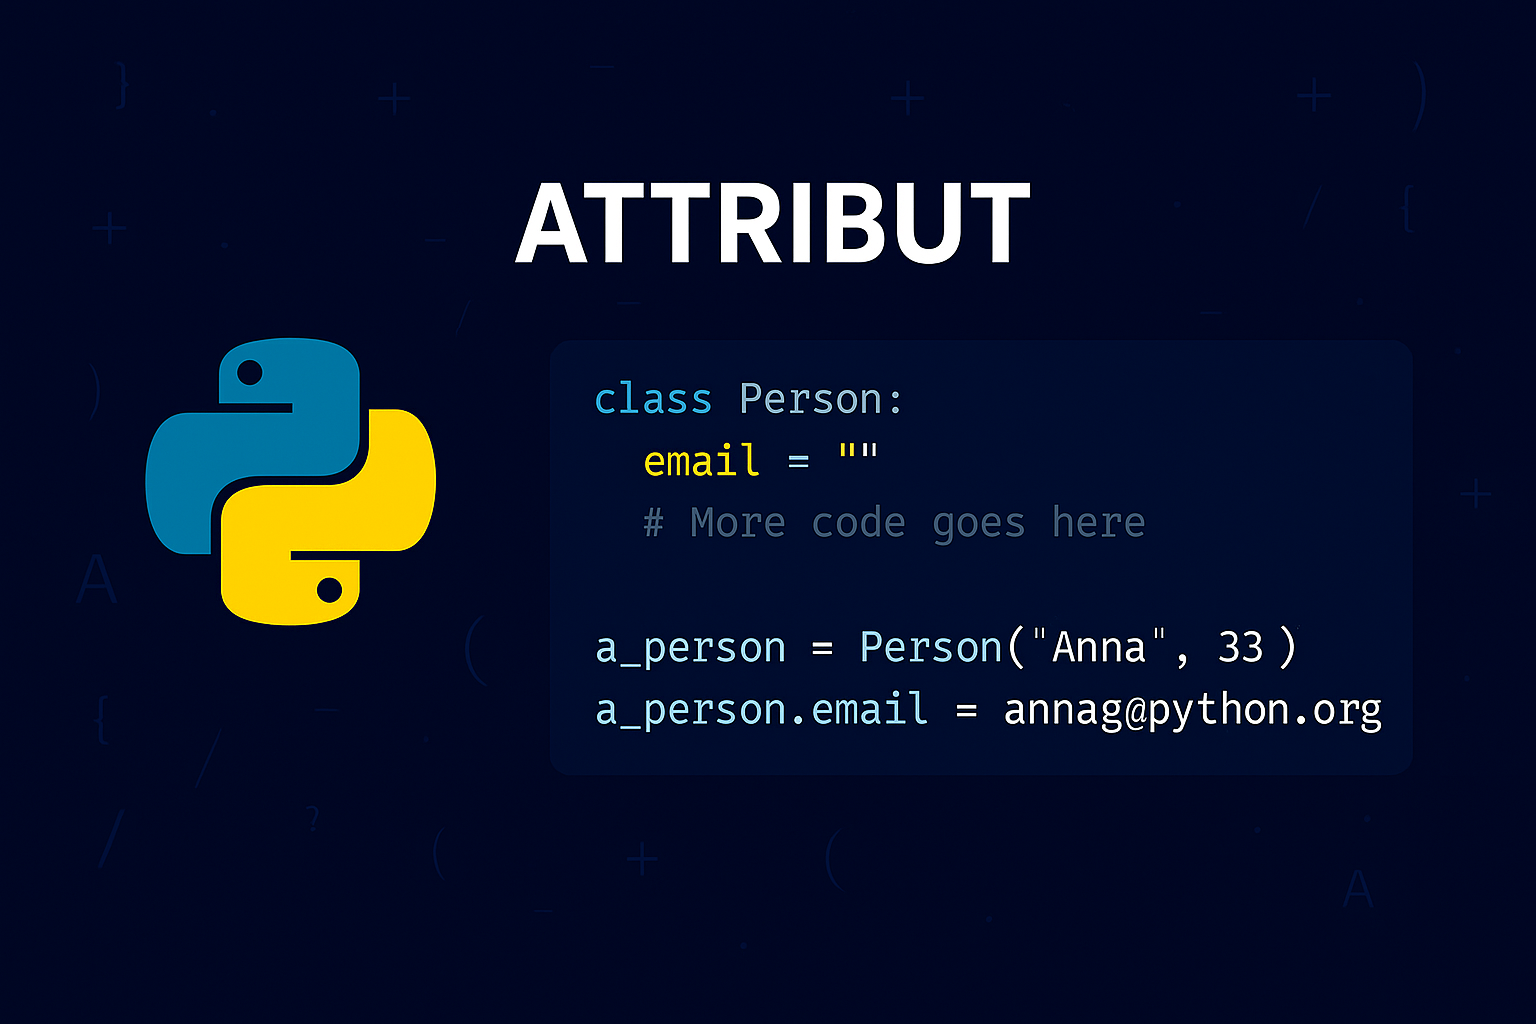 ATTRIBUT
class Person:
  email = ""
  # More code goes here
a_person = Person("Anna", 33 )
a_person.email = annag@python.org